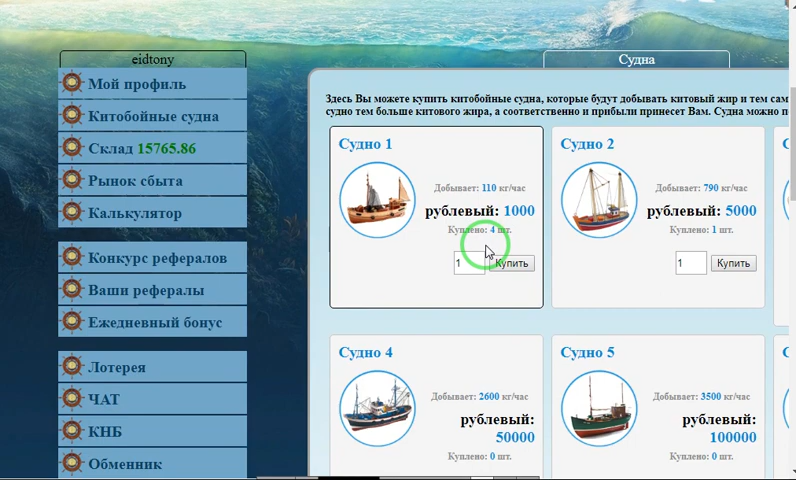 eidtony
Мой профиль
Китобойные судна
Склад 15765.86
Рынок сбыта
Калькулятор
Конкурс рефералов
Ваши рефералы
Ежедневный бонус
Лотерея
ЧАТ
КНБ
Обменник
Судна
Здесь Вы можете купить китобойные судна, которые будут добывать китовый жир и тем сам
судно тем больше китового жира, а соответственно и прибыли принесет Вам. Судна можно п
Судно 1
Добывает: 110 кг/час
рублевый: 1000
Куплено: 4 шт.
1 Купить
Судно 2
Добывает: 790 кг/час
рублевый: 5000
Куплено: 1 шт.
1 Купить
Судно 4
Добывает: 2600 кг/час
рублевый:
50000
Куплено: 0 шт.
Судно 5
Добывает: 3500 кг/час
рублевый:
100000
Куплено: 0 шт.